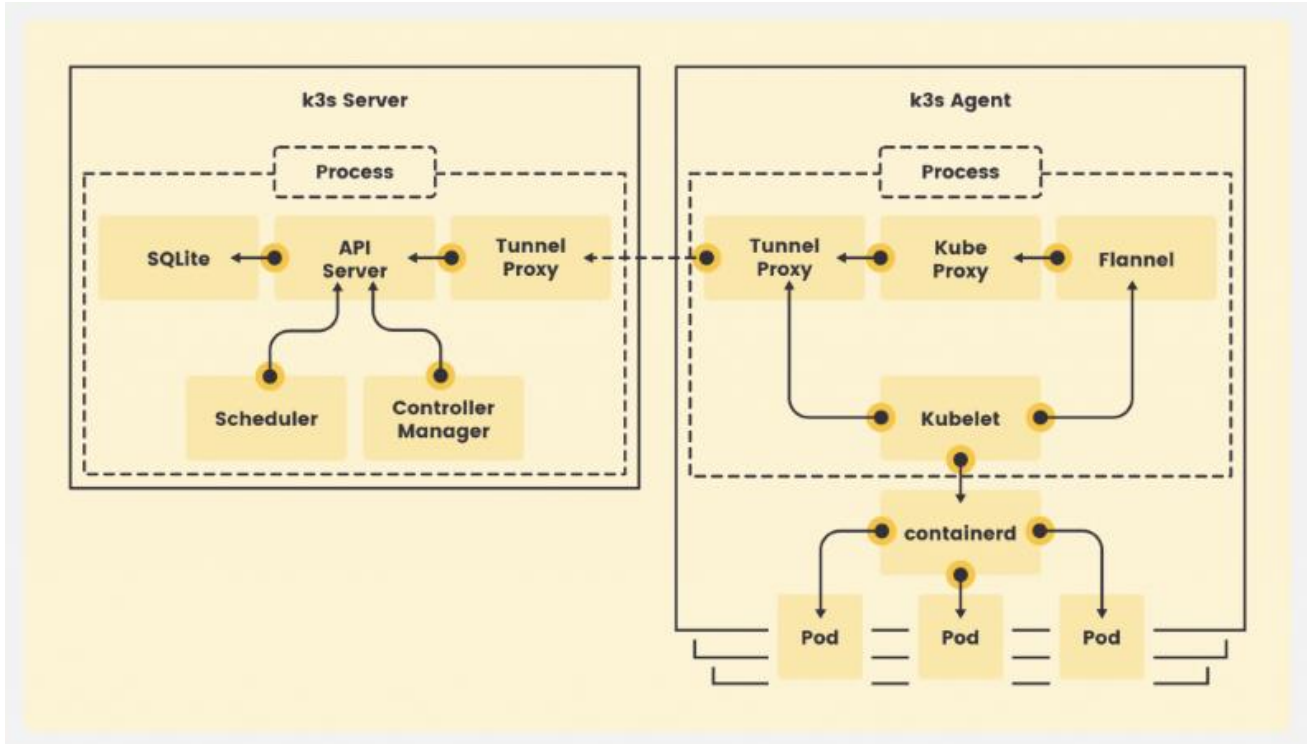 k3s Server
Process
SQLite
API
Server
Tunnel
Proxy
Scheduler
Controller
Manager
k3s Agent
Process
Tunnel
Proxy
Kube
Proxy
Flannel
Kubelet
containerd
Pod
Pod
Pod